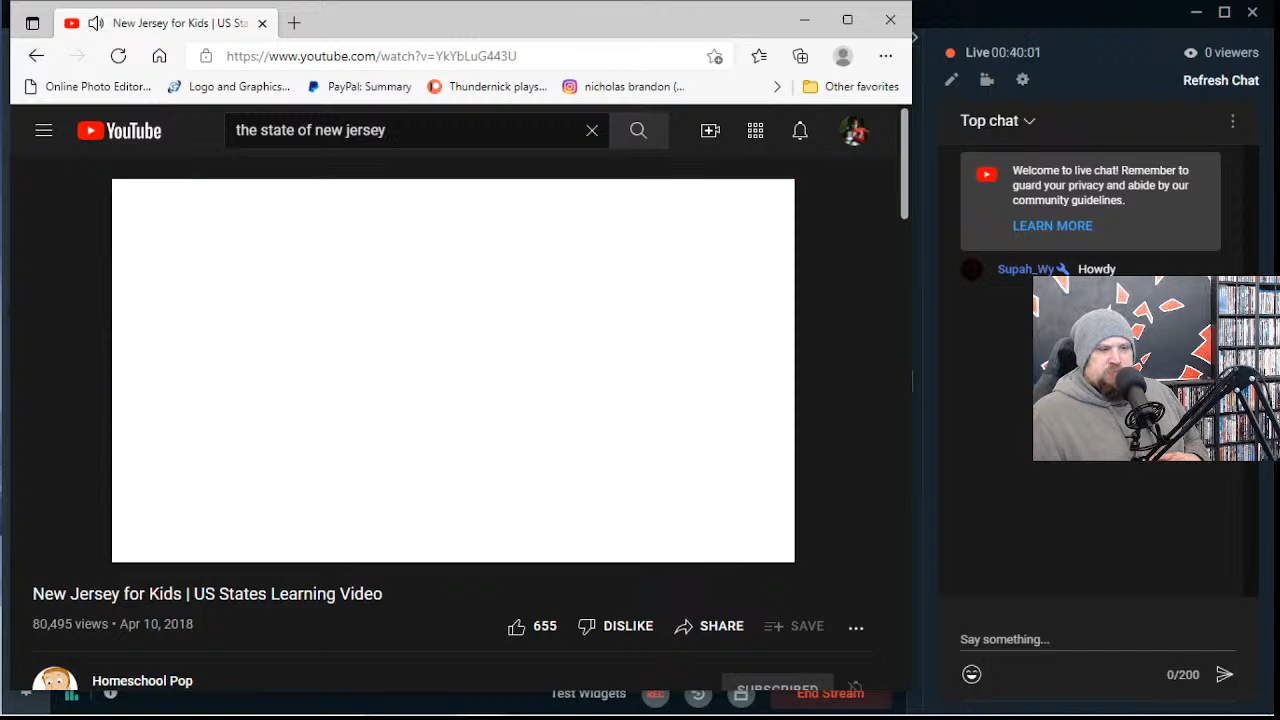 New Jersey for Kids | US Sta
https://www.youtube.com/watch?v=YkYbLuG443U
Online Photo Editor...
Logo and Graphics...
PayPal: Summary
Thundernick plays...
nicholas brandon (...
Other favorites
YouTube
the state of new jersey
New Jersey for Kids | US States Learning Video
80,495 views • Apr 10, 2018
655
DISLIKE
SHARE
SAVE
Homeschool Pop
SUBSCRIBED
Test Widgets
REC
End Stream
Live 00:40:01
0 viewers
Refresh Chat
Top chat
Welcome to live chat! Remember to
guard your privacy and abide by our
community guidelines.
LEARN MORE
Supah_Wy Howdy
Say something...
0/200